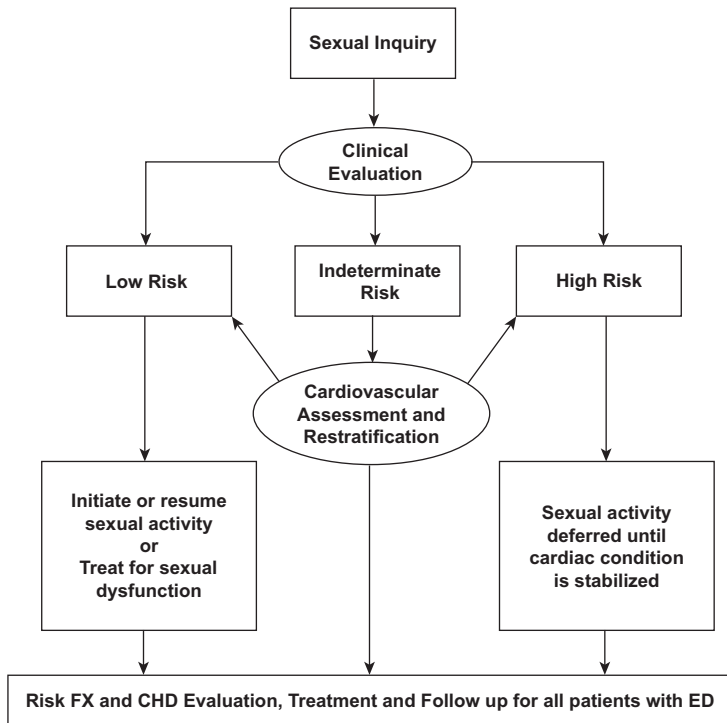 Sexual Inquiry
Clinical
Evaluation
Low Risk
Indeterminate
Risk
High Risk
Cardiovascular
Assessment and
Restratification
Initiate or resume
sexual activity
or
Treat for sexual
dysfunction
Sexual activity
deferred until
cardiac condition
is stabilized
Risk FX and CHD Evaluation, Treatment and Follow up for all patients with ED